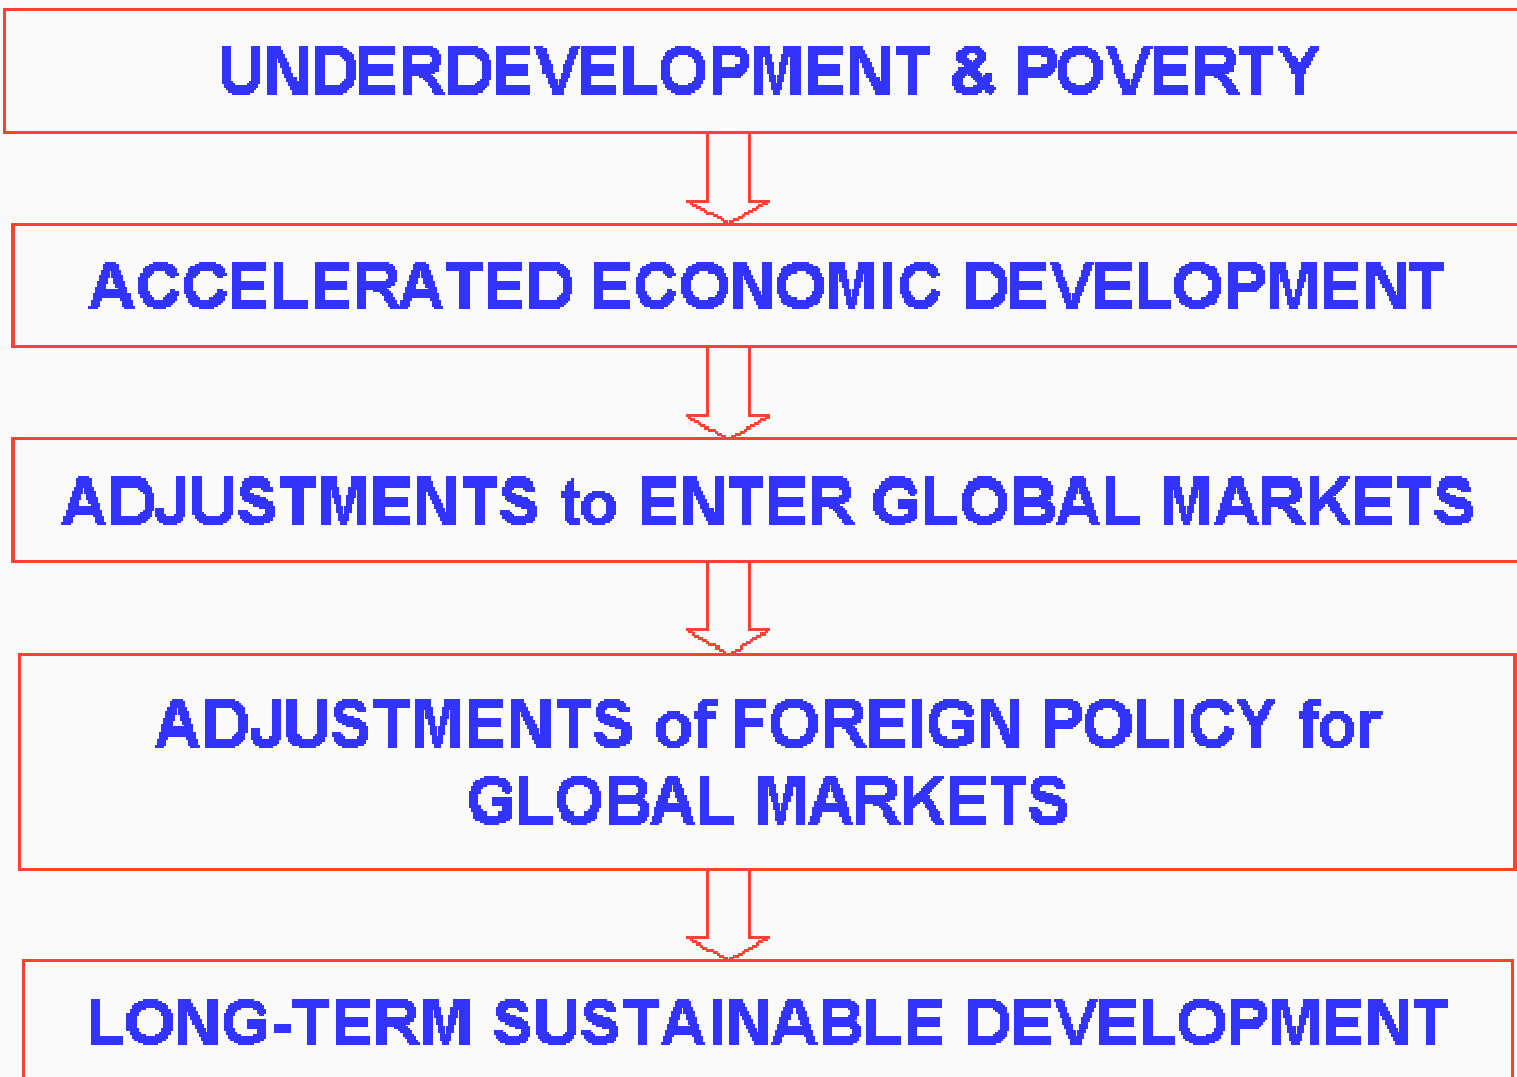 UNDERDEVELOPMENT & POVERTY
ACCELERATED ECONOMIC DEVELOPMENT
ADJUSTMENTS to ENTER GLOBAL MARKETS
ADJUSTMENTS of FOREIGN POLICY for
GLOBAL MARKETS
LONG-TERM SUSTAINABLE DEVELOPMENT